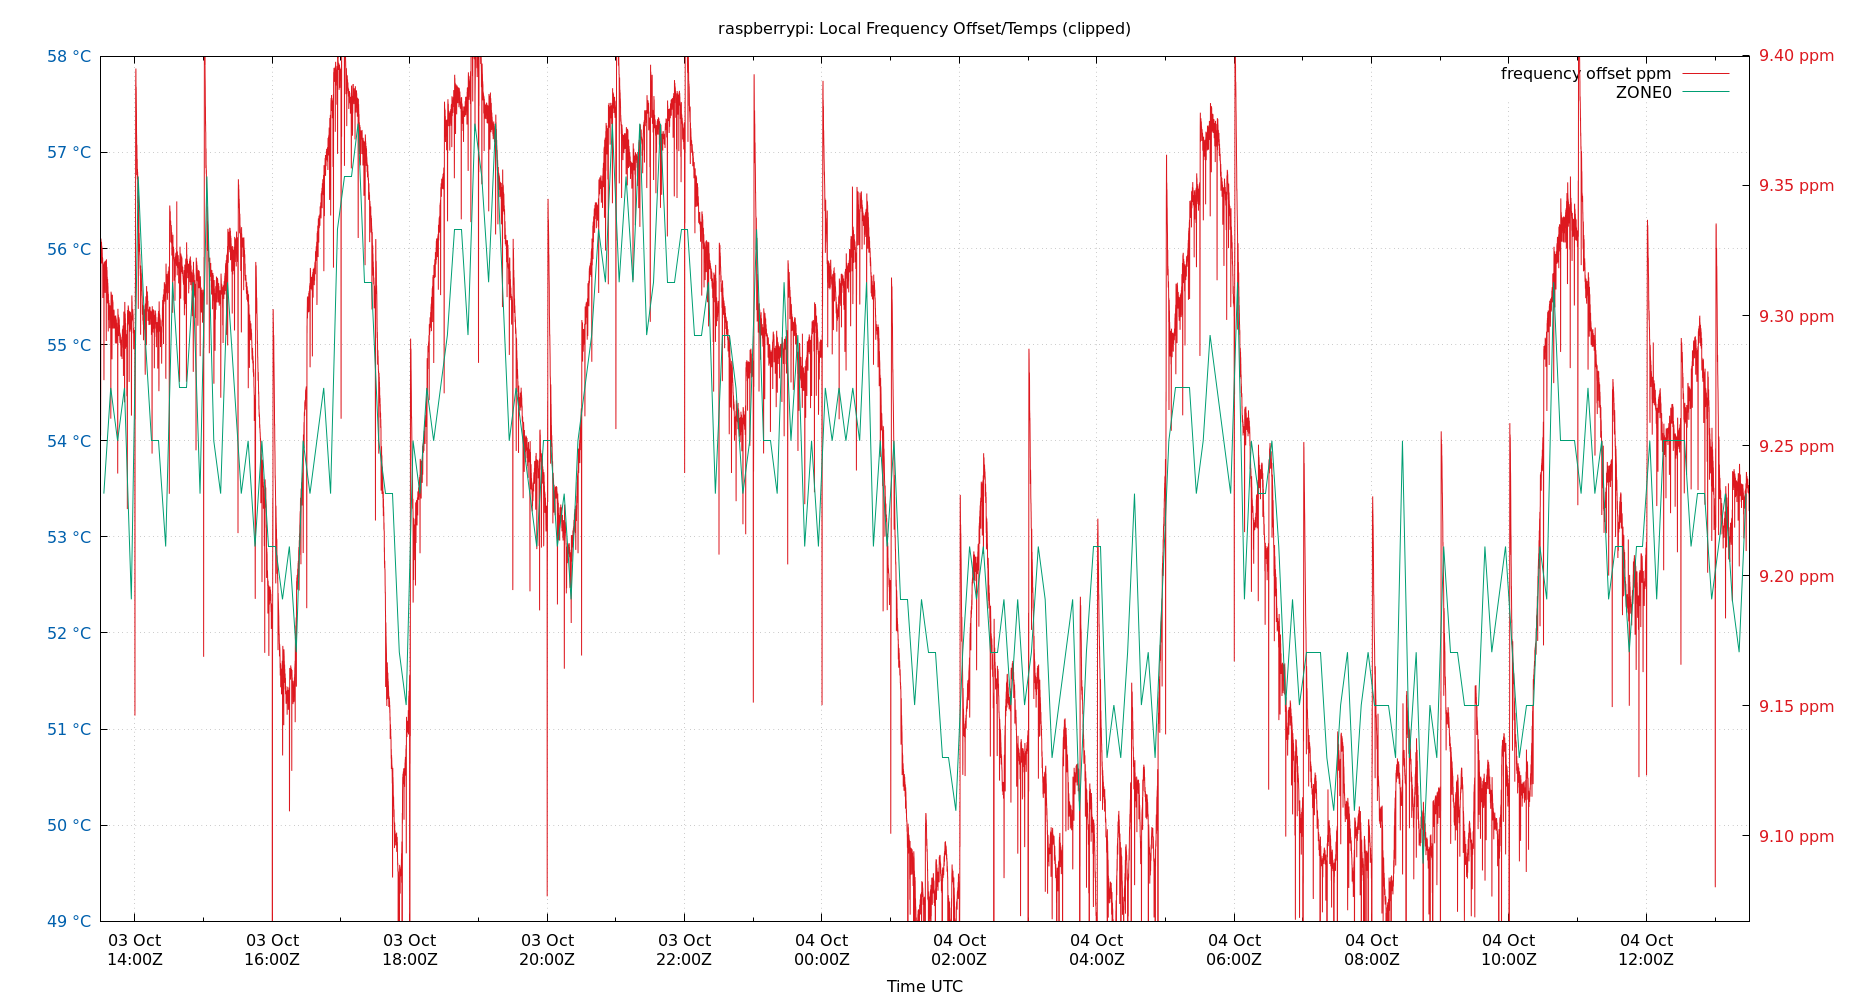 raspberrypi: Local Frequency Offset/Temps (clipped)
58 °C
57 °C
56 °C
55 °C
54 °C
53 °C
52 °C
51 °C
50 °C
49 °C
9.40 ppm
9.35 ppm
9.30 ppm
9.25 ppm
9.20 ppm
9.15 ppm
9.10 ppm
frequency offset ppm
ZONE0
03 Oct
14:00Z
03 Oct
16:00Z
03 Oct
18:00Z
03 Oct
20:00Z
03 Oct
22:00Z
04 Oct
00:00Z
04 Oct
02:00Z
04 Oct
04:00Z
04 Oct
06:00Z
04 Oct
08:00Z
04 Oct
10:00Z
04 Oct
12:00Z
Time UTC